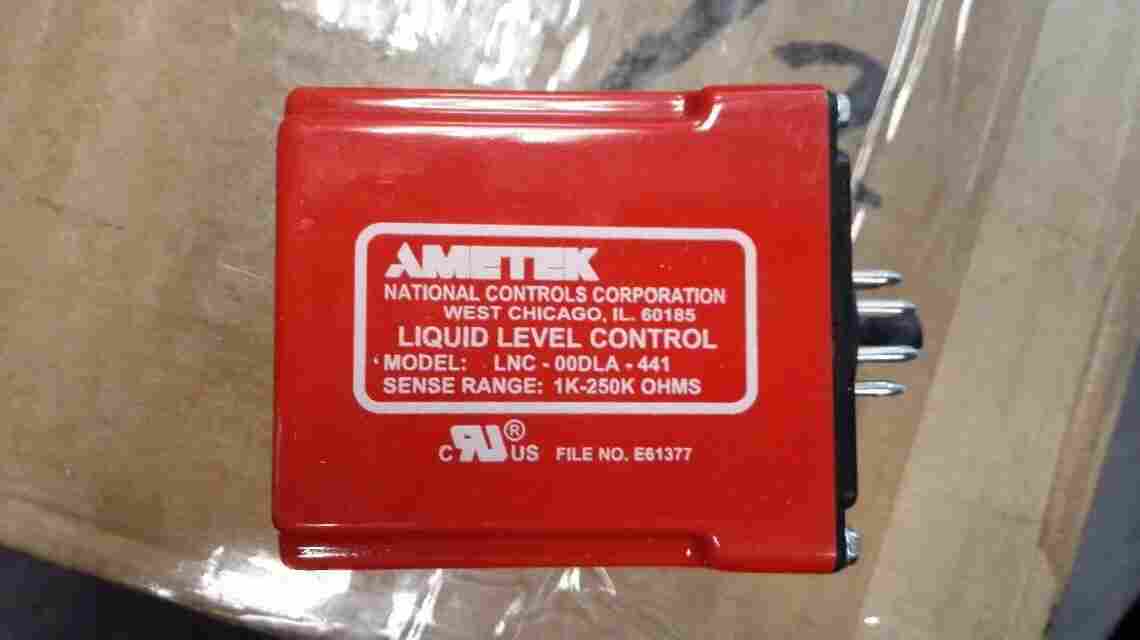 AMETEK
NATIONAL CONTROLS CORPORATION
WEST CHICAGO, IL. 60185
LIQUID LEVEL CONTROL
MODEL: LNC - 00DLA - 441
SENSE RANGE: 1K-250K OHMS
C RU ® US FILE NO. E61377